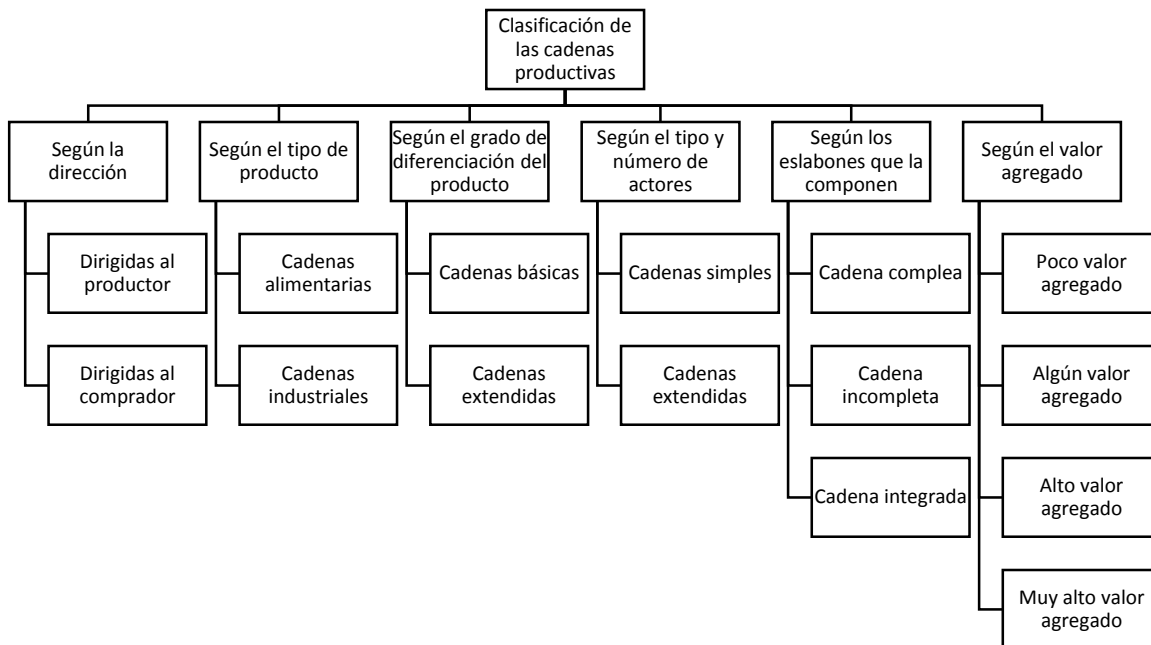 Clasificación de
las cadenas
productivas
Según la
dirección
Dirigidas al
productor
Dirigidas al
comprador
Según el tipo de
producto
Cadenas
alimentarias
Cadenas
industriales
Según el grado de
diferenciación del
producto
Cadenas básicas
Cadenas
extendidas
Según el tipo y
número de
actores
Cadenas simples
Cadenas
extendidas
Según los
eslabones que la
componen
Cadena complea
Cadena
incompleta
Cadena integrada
Según el valor
agregado
Poco valor
agregado
Algún valor
agregado
Alto valor
agregado
Muy alto valor
agregado